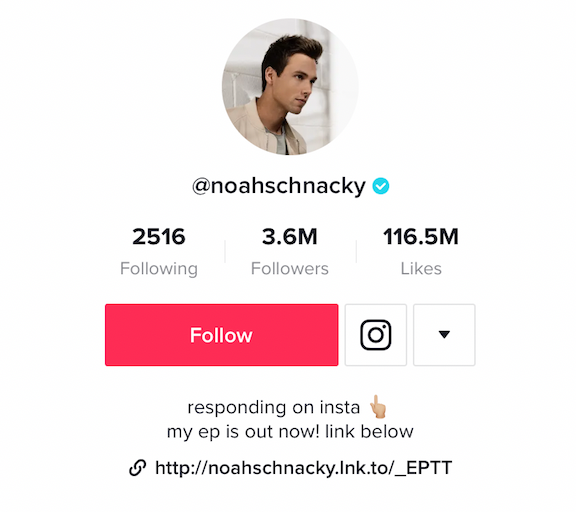 @noahschnacky
2516 3.6M 116.5M
Following Followers Likes
Follow
responding on insta 👆🏼
my ep is out now! link below
http://noahschnacky.lnk.to/_EPTT